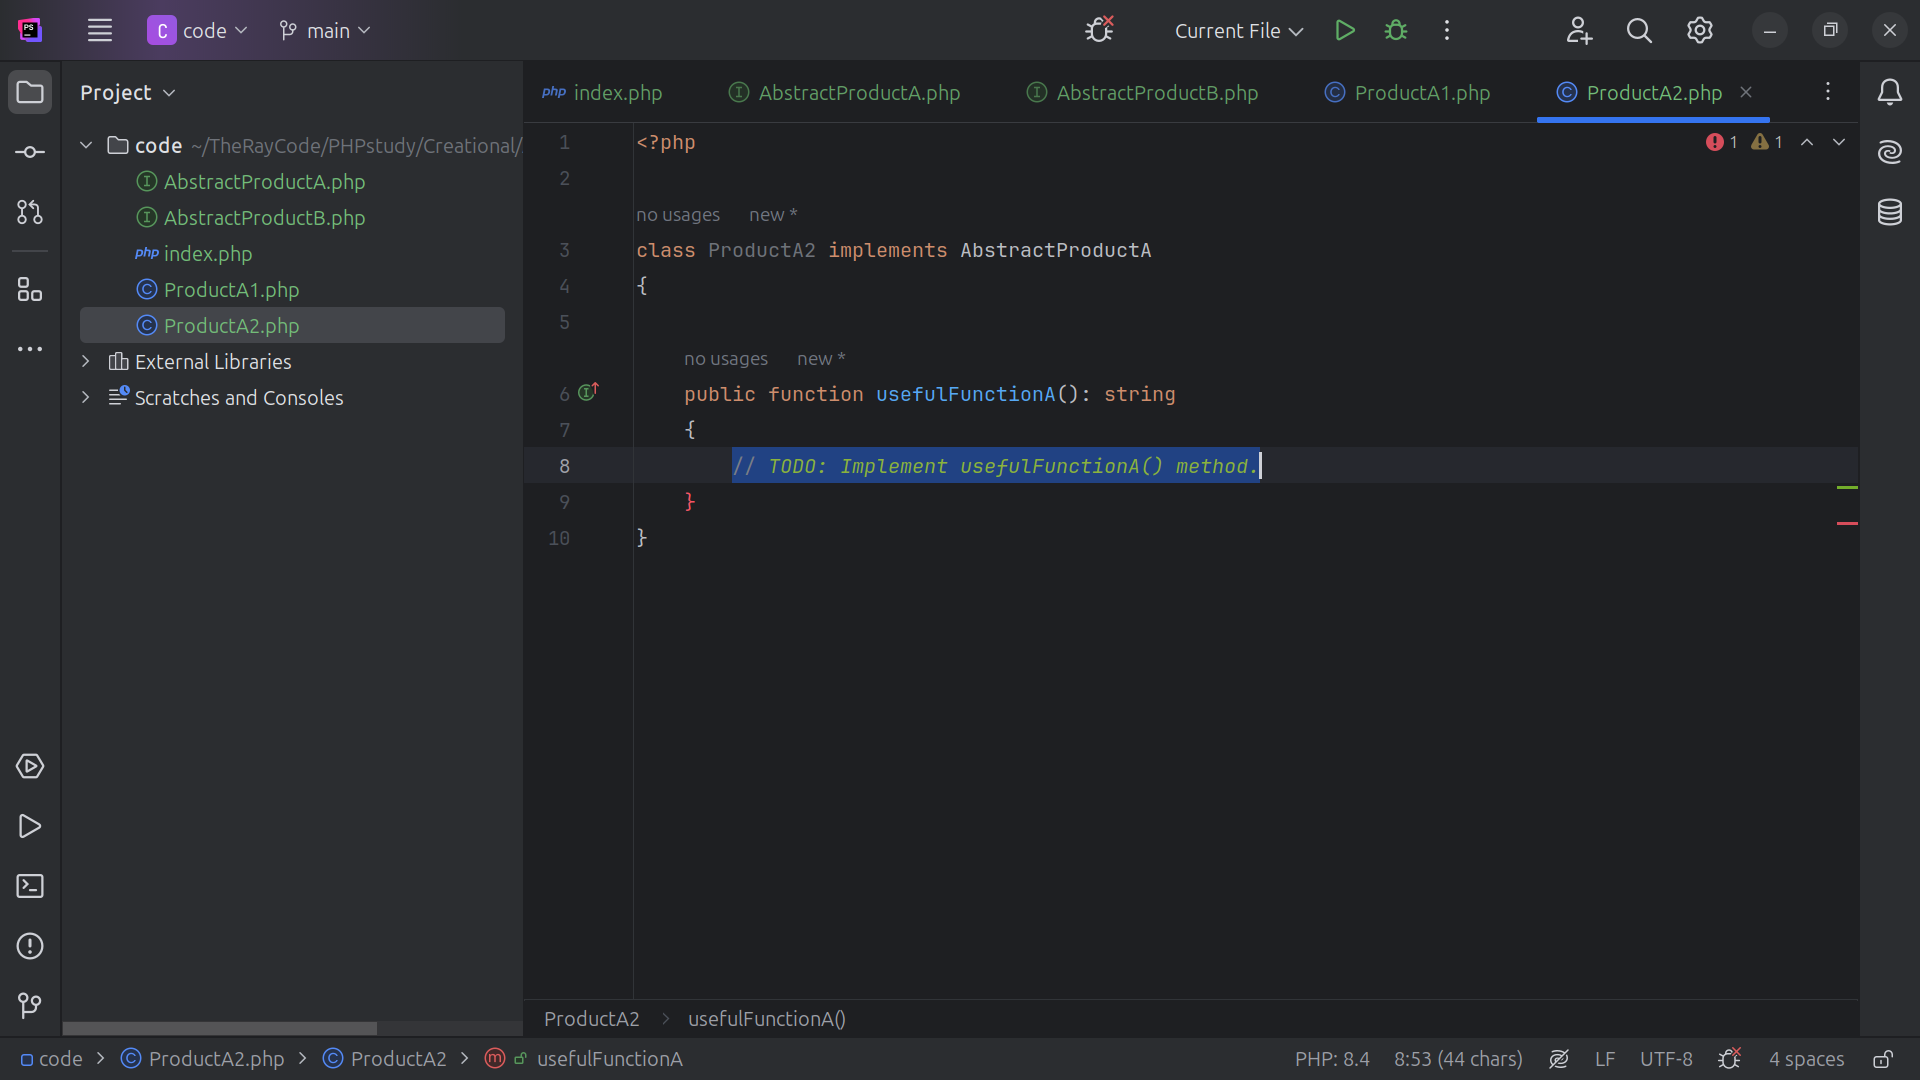 PS
C code
main
Current File
Project
php index.php
AbstractProductA.php
AbstractProductB.php
ProductA1.php
ProductA2.php
code ~/TheRayCode/PHPstudy/Creational/
AbstractProductA.php
AbstractProductB.php
php index.php
ProductA1.php
ProductA2.php
External Libraries
Scratches and Consoles
1 <?php
1 1
2
no usages new *
3 class ProductA2 implements AbstractProductA
4 {
5
no usages new *
6 public function usefulFunctionA(): string
7 {
8 // TODO: Implement usefulFunctionA() method.
9 }
10 }
ProductA2 > usefulFunctionA()
code > ProductA2.php > ProductA2 > m usefulFunctionA
PHP: 8.4 8:53 (44 chars) LF UTF-8 4 spaces